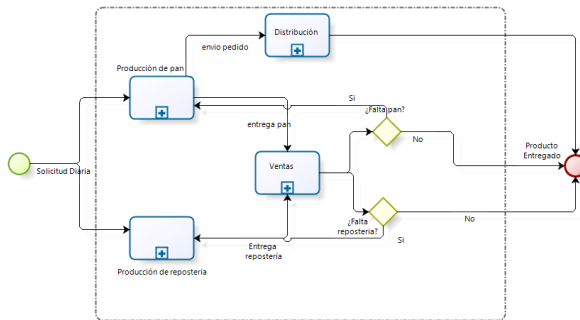 Distribución
envio pedido
Producción de pan
Si
¿Falta pan?
entrega pan
No
Producto
Entregado
Solicitud Diaria
Ventas
¿Falta
reposteria?
No
Si
Entrega
repostería
Producción de reposteria